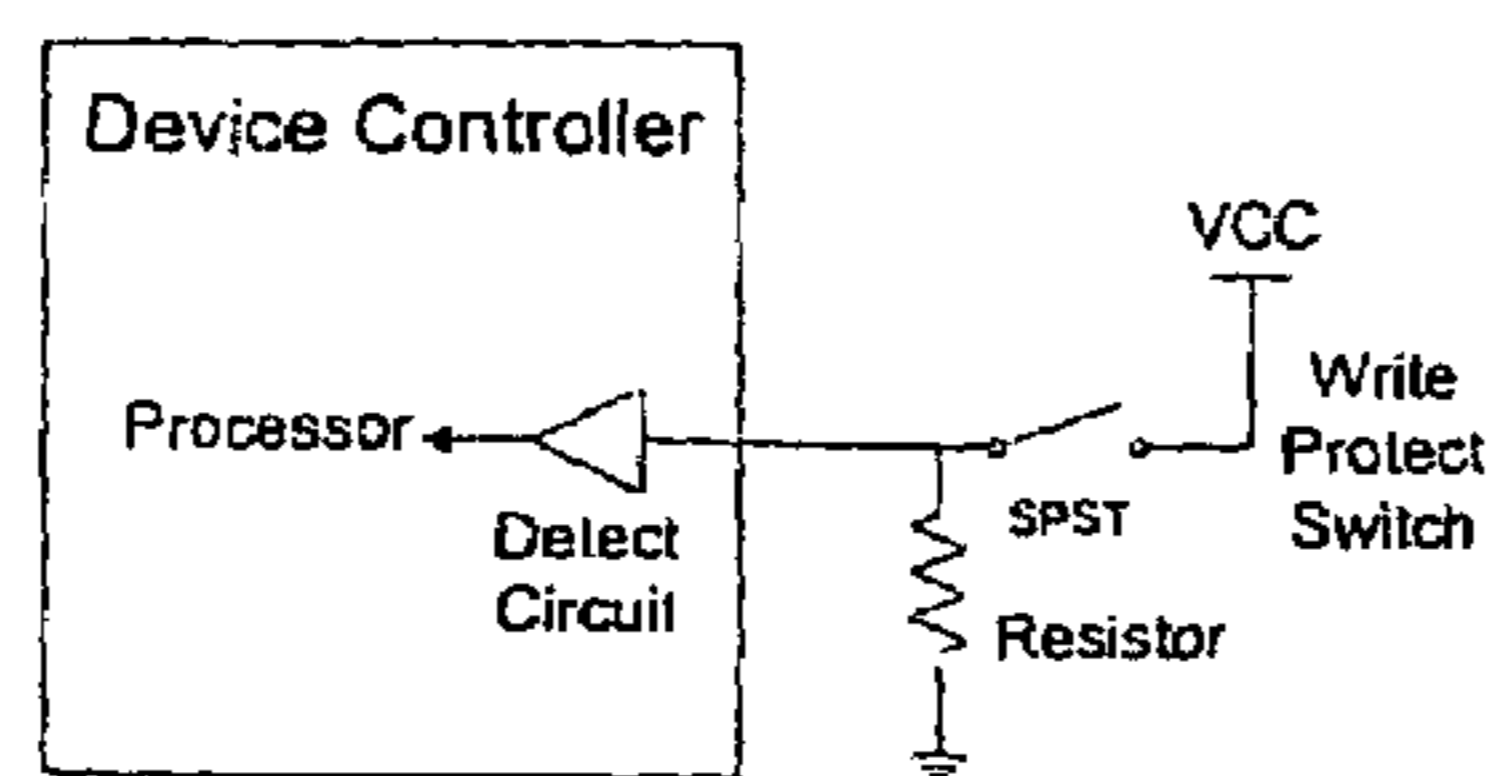 Device Controller
VCC
Write
Protect
Switch
Processor
SPST
Detect
Circuit
Resistor